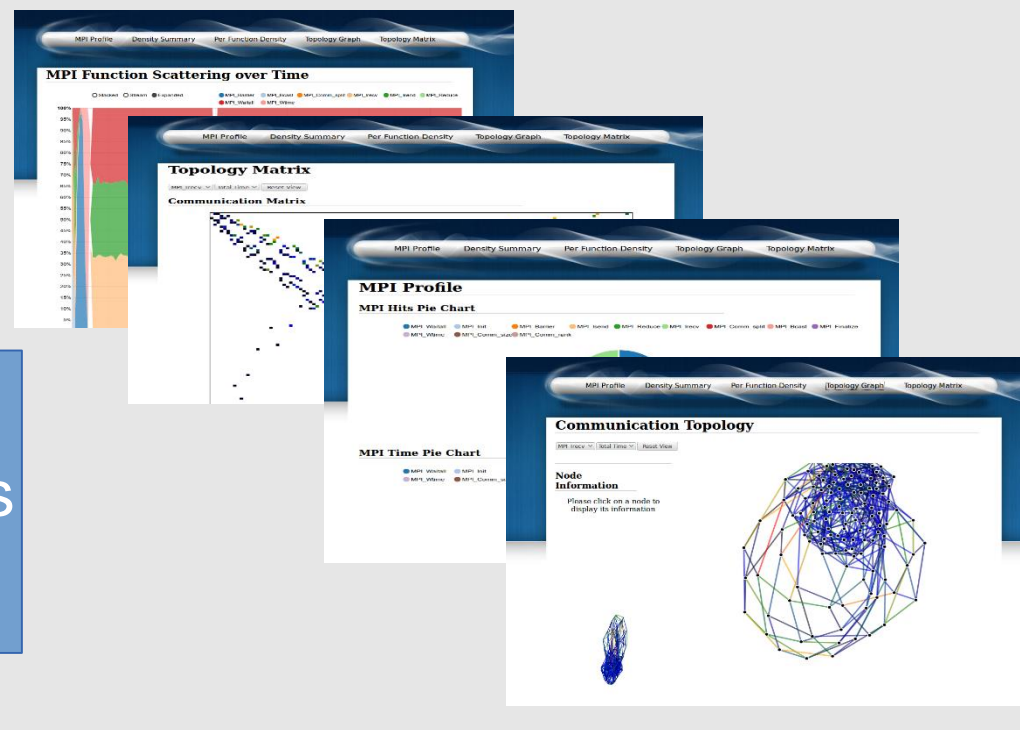 MPI Profile Density Summary Per Function Density Topology Graph Topology Matrix
MPI Function Scattering over Time
Stacked Stream Expanded
MPI_Barrier MPI_Bcast MPI_Comm_split MPI_Irecv MPI_Isend MPI_Reduce
MPI_Waitall MPI_Wtime
100%
95%
90%
85%
80%
75%
70%
65%
60%
55%
50%
45%
40%
35%
30%
25%
20%
15%
10%
5%
MPI Profile Density Summary Per Function Density Topology Graph Topology Matrix
Topology Matrix
MPI_Irecv Total Time Reset View
Communication Matrix
MPI Profile Density Summary Per Function Density Topology Graph Topology Matrix
MPI Profile
MPI Hits Pie Chart
MPI_Waitall MPI_Init MPI_Barrier MPI_Isend MPI_Reduce MPI_Irecv MPI_Comm_split MPI_Bcast MPI_Finalize
MPI_Wtime MPI_Comm_size MPI_Comm_rank
MPI Time Pie Chart
MPI_Waitall MPI_Init
MPI_Wtime MPI_Comm_si
MPI Profile Density Summary Per Function Density Topology Graph Topology Matrix
Communication Topology
MPI_Irecv Total Time Reset View
Node
Information
Please click on a node to
display its information
s